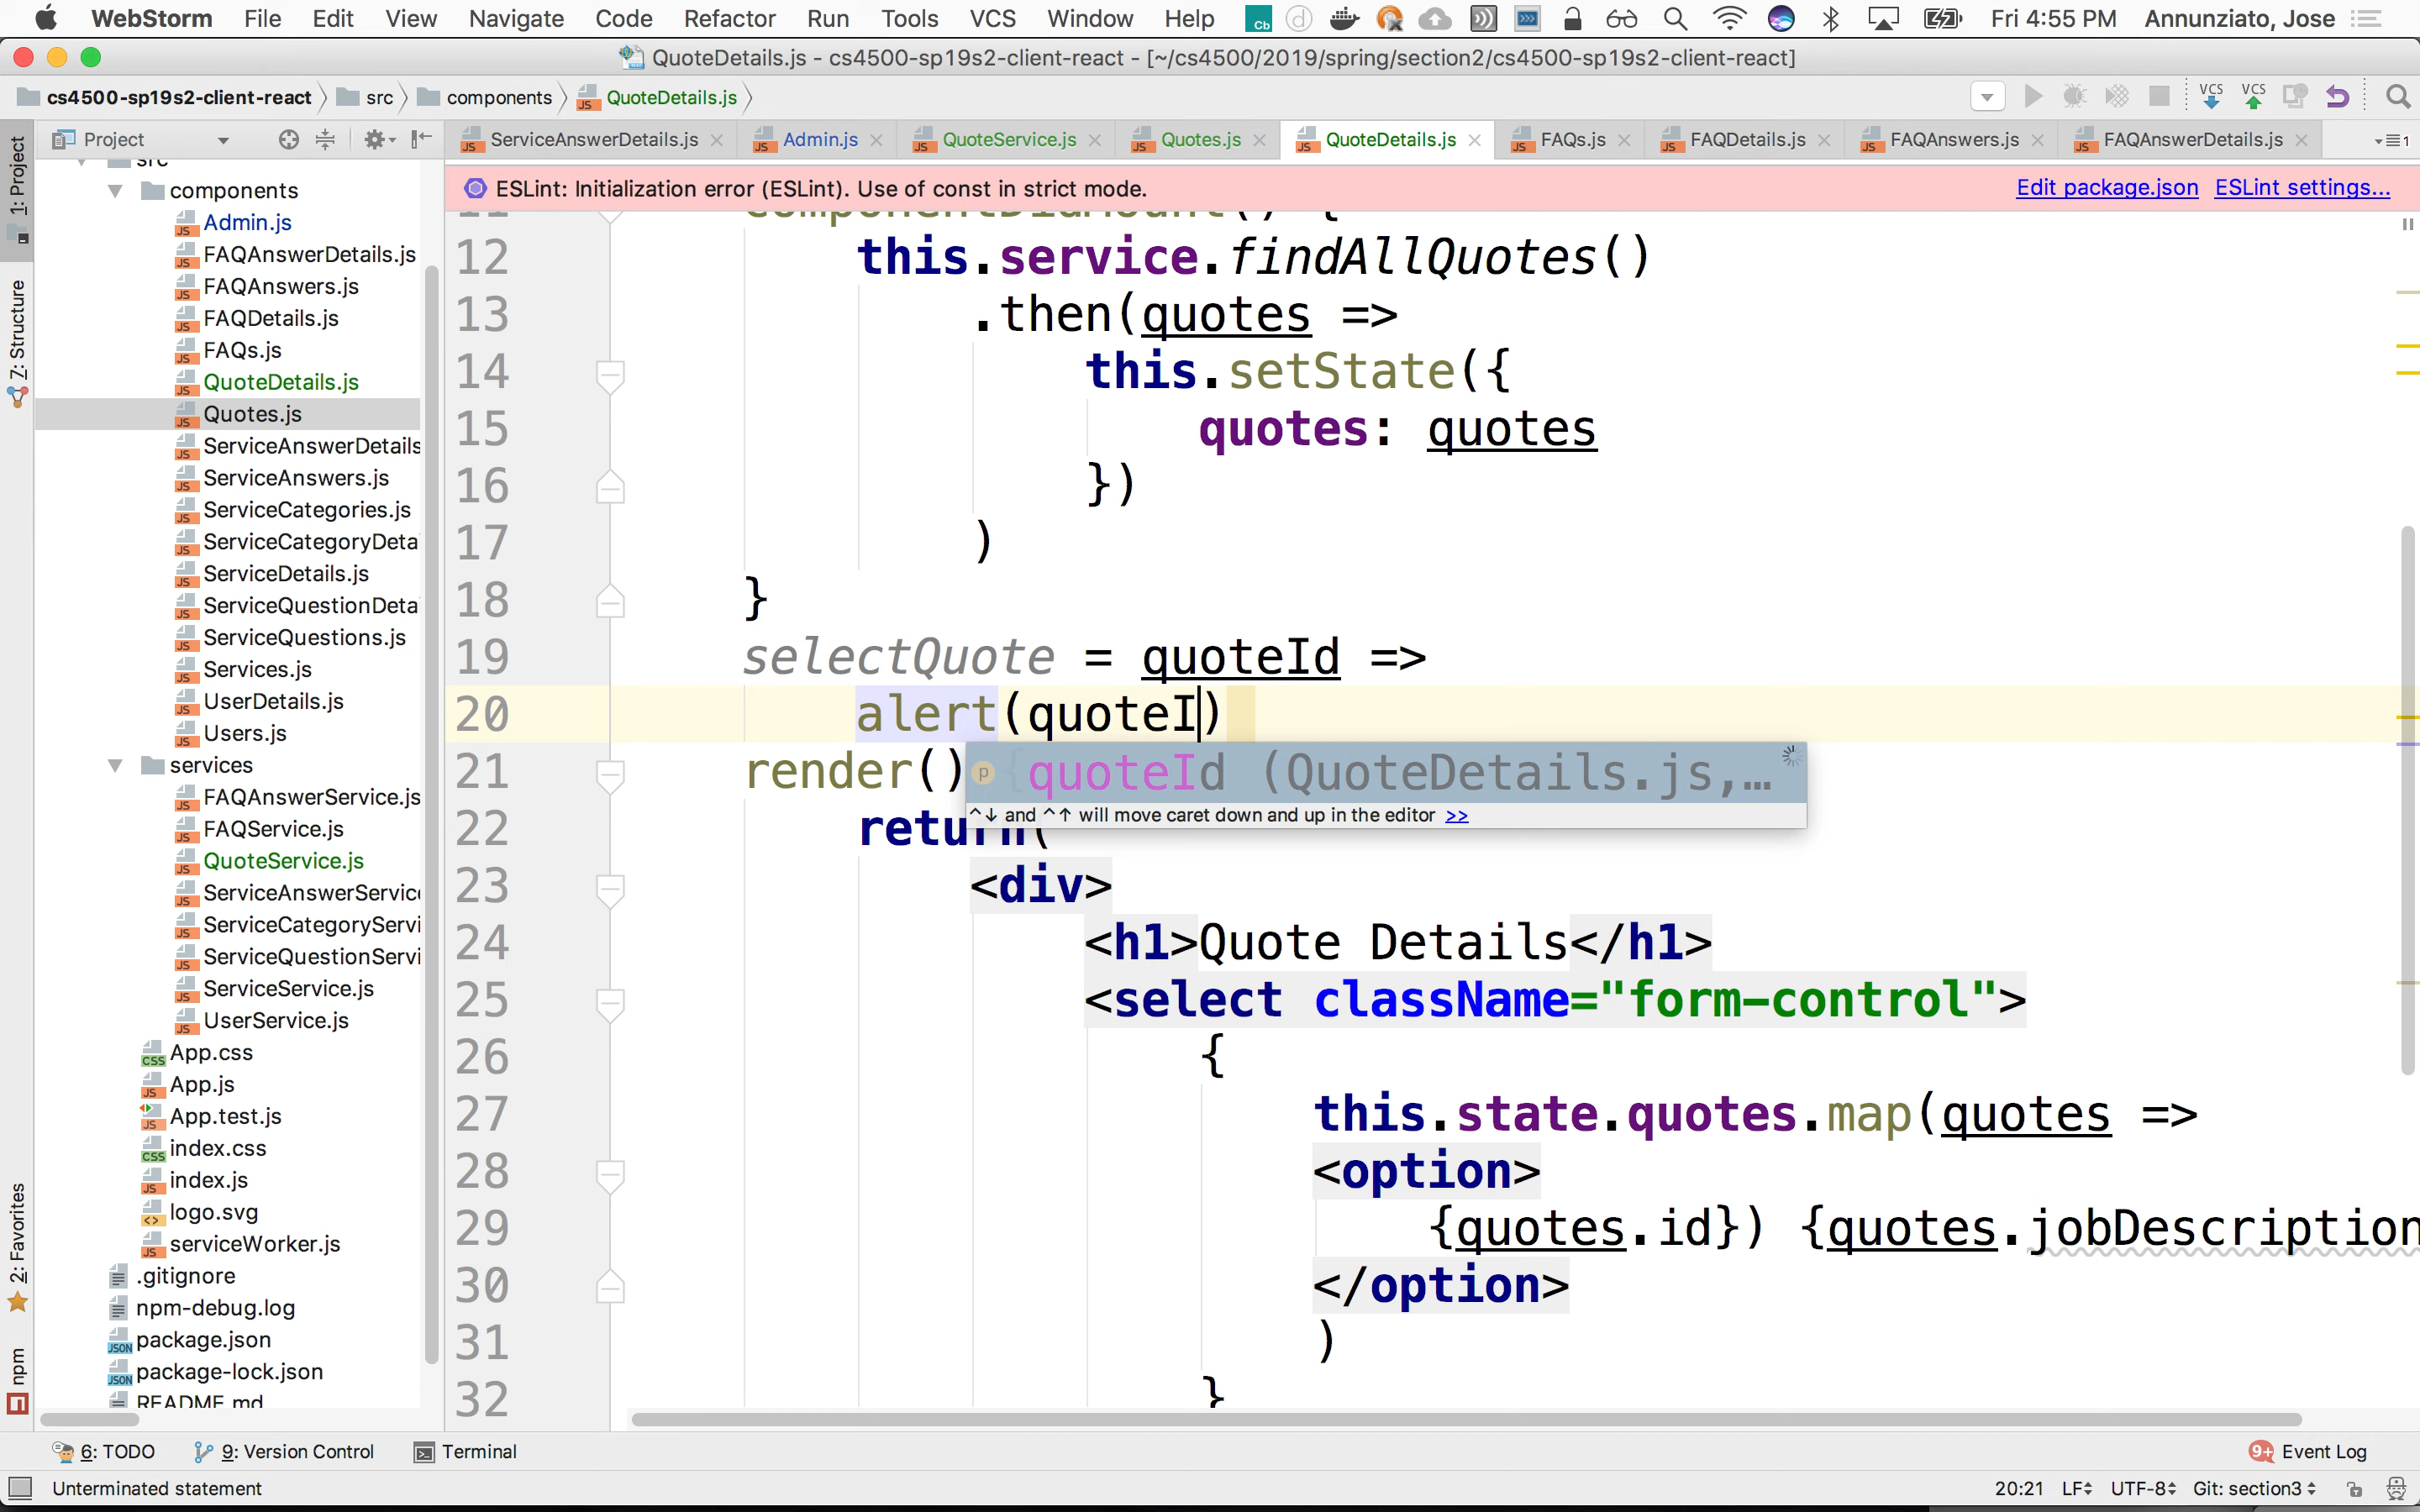 WebStorm File Edit View Navigate Code Refactor Run Tools VCS Window Help Cb Fri 4:55 PM Annunziato, Jose
QuoteDetails.js - cs4500-sp19s2-client-react - [~/cs4500/2019/spring/section2/cs4500-sp19s2-client-react]
cs4500-sp19s2-client-react src components QuoteDetails.js VCS VCS
Project ServiceAnswerDetails.js Admin.js QuoteService.js Quotes.js QuoteDetails.js FAQs.js FAQDetails.js FAQAnswers.js FAQAnswerDetails.js 1
ESLint: Initialization error (ESLint). Use of const in strict mode. Edit package.json ESLint settings...
1: Project
7: Structure
2: Favorites
npm
src
components
Admin.js
FAQAnswerDetails.js
FAQAnswers.js
FAQDetails.js
FAQs.js
QuoteDetails.js
Quotes.js
ServiceAnswerDetails
ServiceAnswers.js
ServiceCategories.js
ServiceCategoryDeta
ServiceDetails.js
ServiceQuestionDeta
ServiceQuestions.js
Services.js
UserDetails.js
Users.js
services
FAQAnswerService.js
FAQService.js
QuoteService.js
ServiceAnswerServic
ServiceCategoryServi
ServiceQuestionServi
ServiceService.js
UserService.js
App.css
App.js
App.test.js
index.css
index.js
logo.svg
serviceWorker.js
.gitignore
npm-debug.log
package.json
package-lock.json
README.md
11 componentDidMount() {
12 this.service.findAllQuotes()
13 .then(quotes =>
14 this.setState({
15 quotes: quotes
16 })
17 )
18 }
19 selectQuote = quoteId =>
20 alert(quoteI)
21 render() {
p quoteId (QuoteDetails.js,…
^↓ and ^↑ will move caret down and up in the editor >>
22 return(
23 <div>
24 <h1>Quote Details</h1>
25 <select className="form-control">
26 {
27 this.state.quotes.map(quotes =>
28 <option>
29 {quotes.id}) {quotes.jobDescription
30 </option>
31 )
32 }
6: TODO 9: Version Control Terminal 9+ Event Log
Unterminated statement 20:21 LF UTF-8 Git: section3